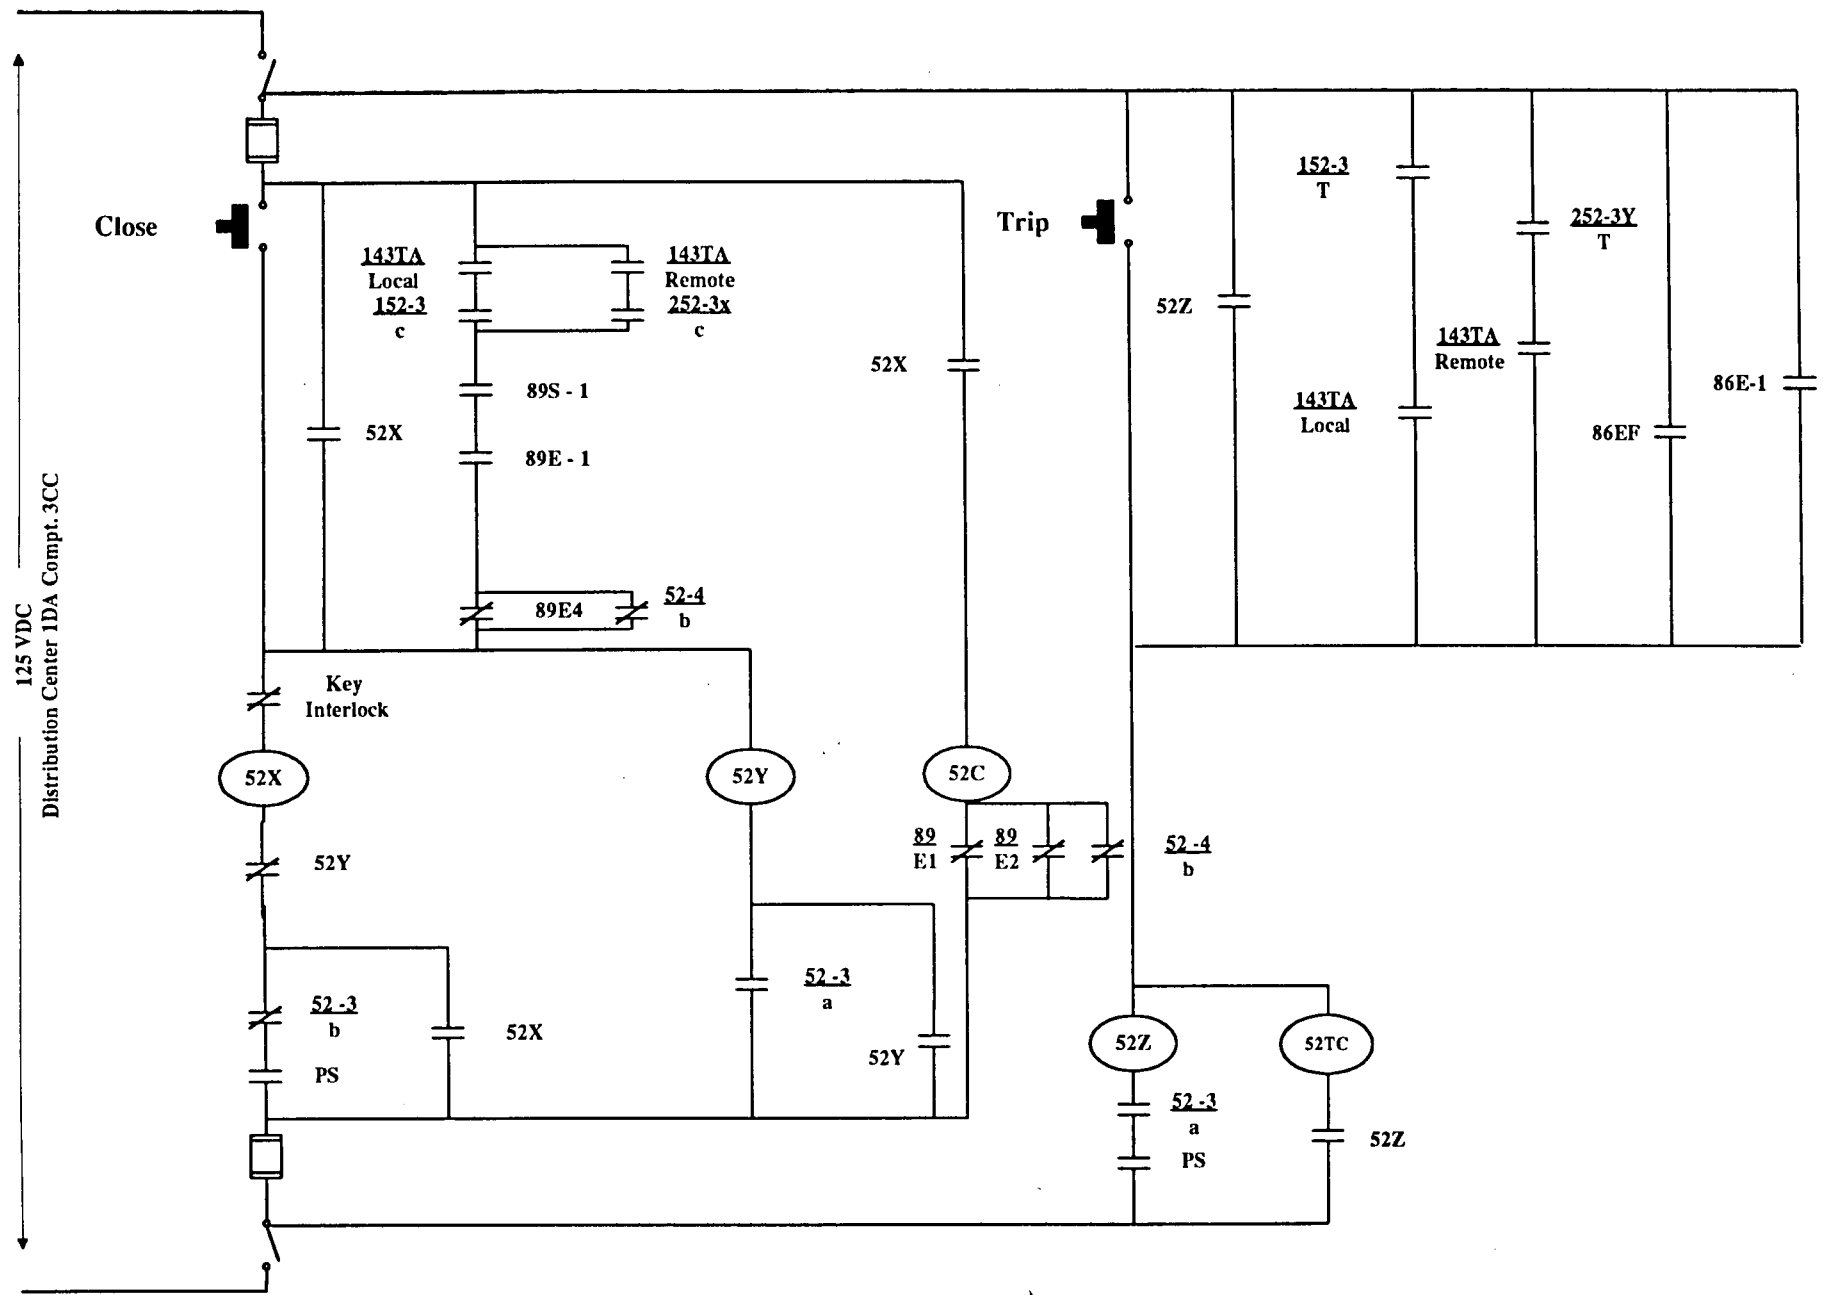 152-3
T
252-3Y
T
Close
Trip
143TA
Local
152-3
c
143TA
Remote
252-3x
c
52Z
143TA
Remote
52X
86E-1
89S - 1
143TA
Local
52X
86EF
89E - 1
125 VDC
Distribution Center 1DA Compt. 3CC
89E4
52-4
b
Key
Interlock
52X
52Y
52C
89
E1
89
E2
52 -4
b
52Y
52 -3
a
52 -3
b
52X
52Y
52Z
52TC
PS
52 -3
a
PS
52Z